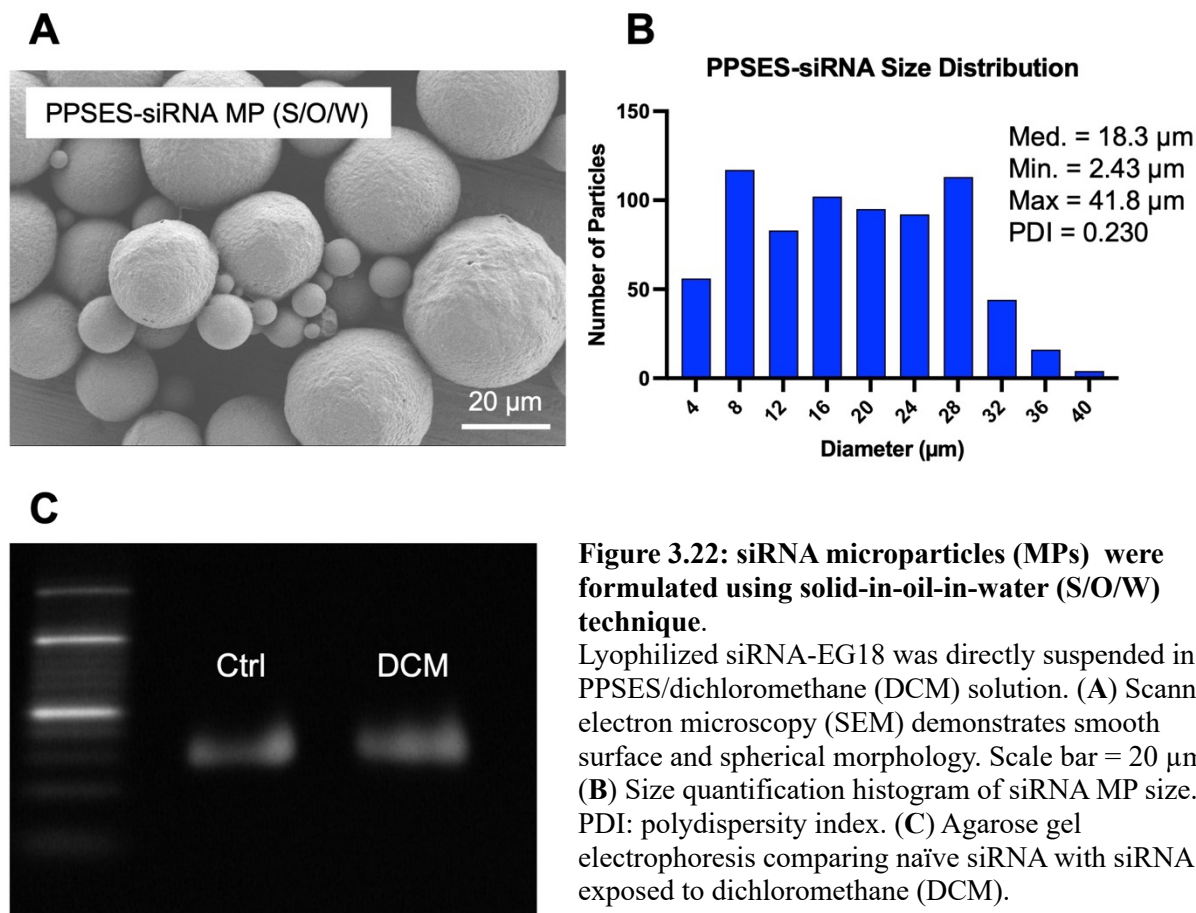 A
PPSES-siRNA MP (S/O/W)
20 µm
B
PPSES-siRNA Size Distribution
Number of Particles
150
100
50
0
4 8 12 16 20 24 28 32 36 40
Diameter (µm)
Med. = 18.3 µm
Min. = 2.43 µm
Max = 41.8 µm
PDI = 0.230
C
Ctrl DCM
Figure 3.22: siRNA microparticles (MPs) were
formulated using solid-in-oil-in-water (S/O/W)
technique.
Lyophilized siRNA-EG18 was directly suspended in
PPSES/dichloromethane (DCM) solution. (A) Scann
electron microscopy (SEM) demonstrates smooth
surface and spherical morphology. Scale bar = 20 µm
(B) Size quantification histogram of siRNA MP size.
PDI: polydispersity index. (C) Agarose gel
electrophoresis comparing naïve siRNA with siRNA
exposed to dichloromethane (DCM).